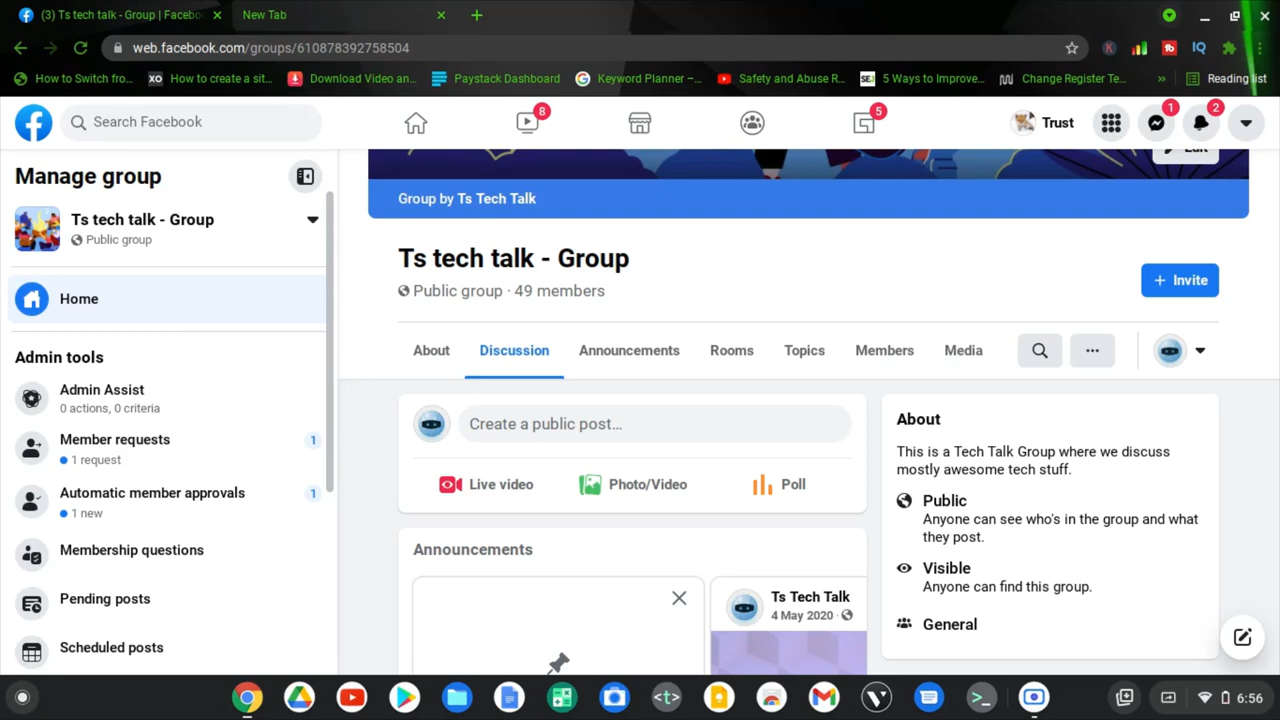 (3) Ts tech talk - Group | Facebo
New Tab
web.facebook.com/groups/610878392758504
How to Switch fro...
XO How to create a sit...
Download Video an...
Paystack Dashboard
Keyword Planner –...
Safety and Abuse R...
SEJ 5 Ways to Improve...
Change Register Te...
»
Reading list
Search Facebook
8
5
Trust
1
2
Manage group
Ts tech talk - Group
Public group
Home
Admin tools
Admin Assist
0 actions, 0 criteria
Member requests 1
1 request
Automatic member approvals 1
1 new
Membership questions
Pending posts
Scheduled posts
Edit
Group by Ts Tech Talk
Ts tech talk - Group
Public group · 49 members
+ Invite
About Discussion Announcements Rooms Topics Members Media
Create a public post...
Live video
Photo/Video
Poll
Announcements
Ts Tech Talk
4 May 2020 ·
About
This is a Tech Talk Group where we discuss
mostly awesome tech stuff.
Public
Anyone can see who's in the group and what
they post.
Visible
Anyone can find this group.
General
<t>
6:56